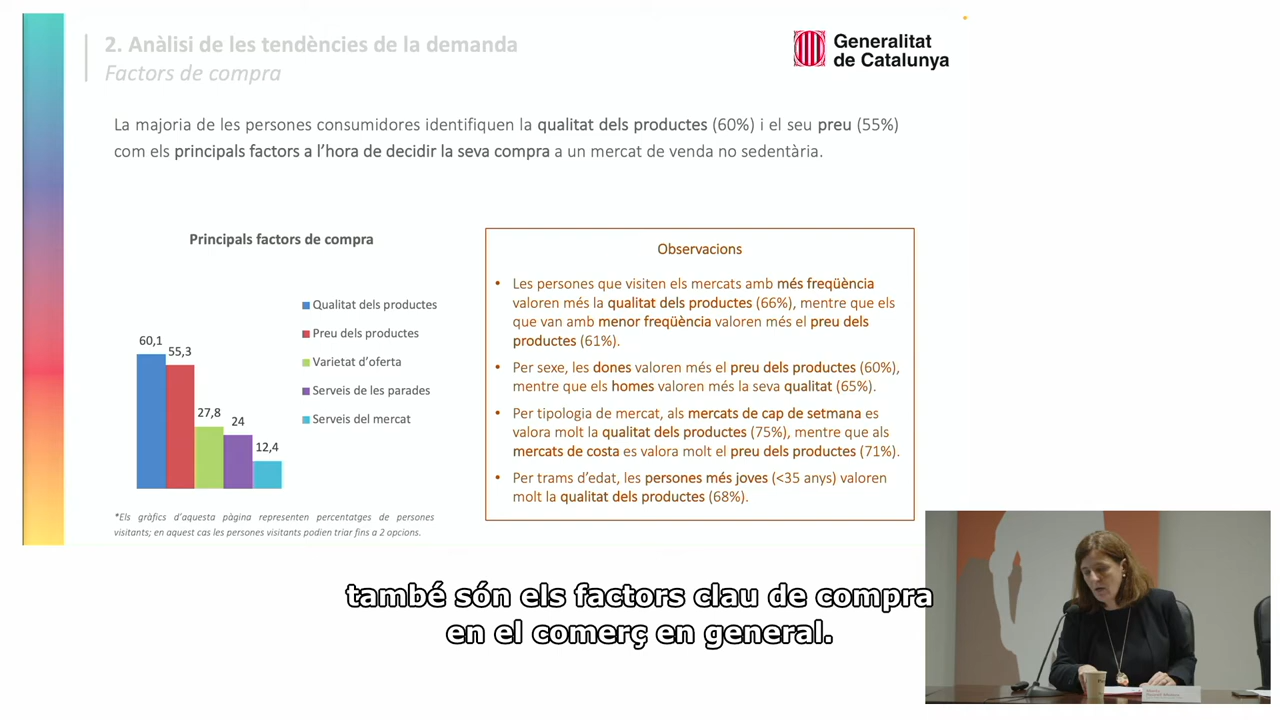 2. Anàlisi de les tendències de la demanda
Factors de compra
Generalitat
de Catalunya
La majoria de les persones consumidores identifiquen la qualitat dels productes (60%) i el seu preu (55%)
com els principals factors a l'hora de decidir la seva compra a un mercat de venda no sedentària.
Principals factors de compra
60,1
55,3
27,8
24
12,4
Qualitat dels productes
Preu dels productes
Varietat d'oferta
Serveis de les parades
Serveis del mercat
*Els gràfics d'aquesta pàgina representen percentatges de persones
visitants; en aquest cas les persones visitants podien triar fins a 2 opcions.
Observacions
• Les persones que visiten els mercats amb més freqüència
valoren més la qualitat dels productes (66%), mentre que els
que van amb menor freqüència valoren més el preu dels
productes (61%).
• Per sexe, les dones valoren més el preu dels productes (60%),
mentre que els homes valoren més la seva qualitat (65%).
• Per tipologia de mercat, als mercats de cap de setmana es
valora molt la qualitat dels productes (75%), mentre que als
mercats de costa es valora molt el preu dels productes (71%).
• Per trams d'edat, les persones més joves (<35 anys) valoren
molt la qualitat dels productes (68%).
també són els factors clau de compra
en el comerç en general.